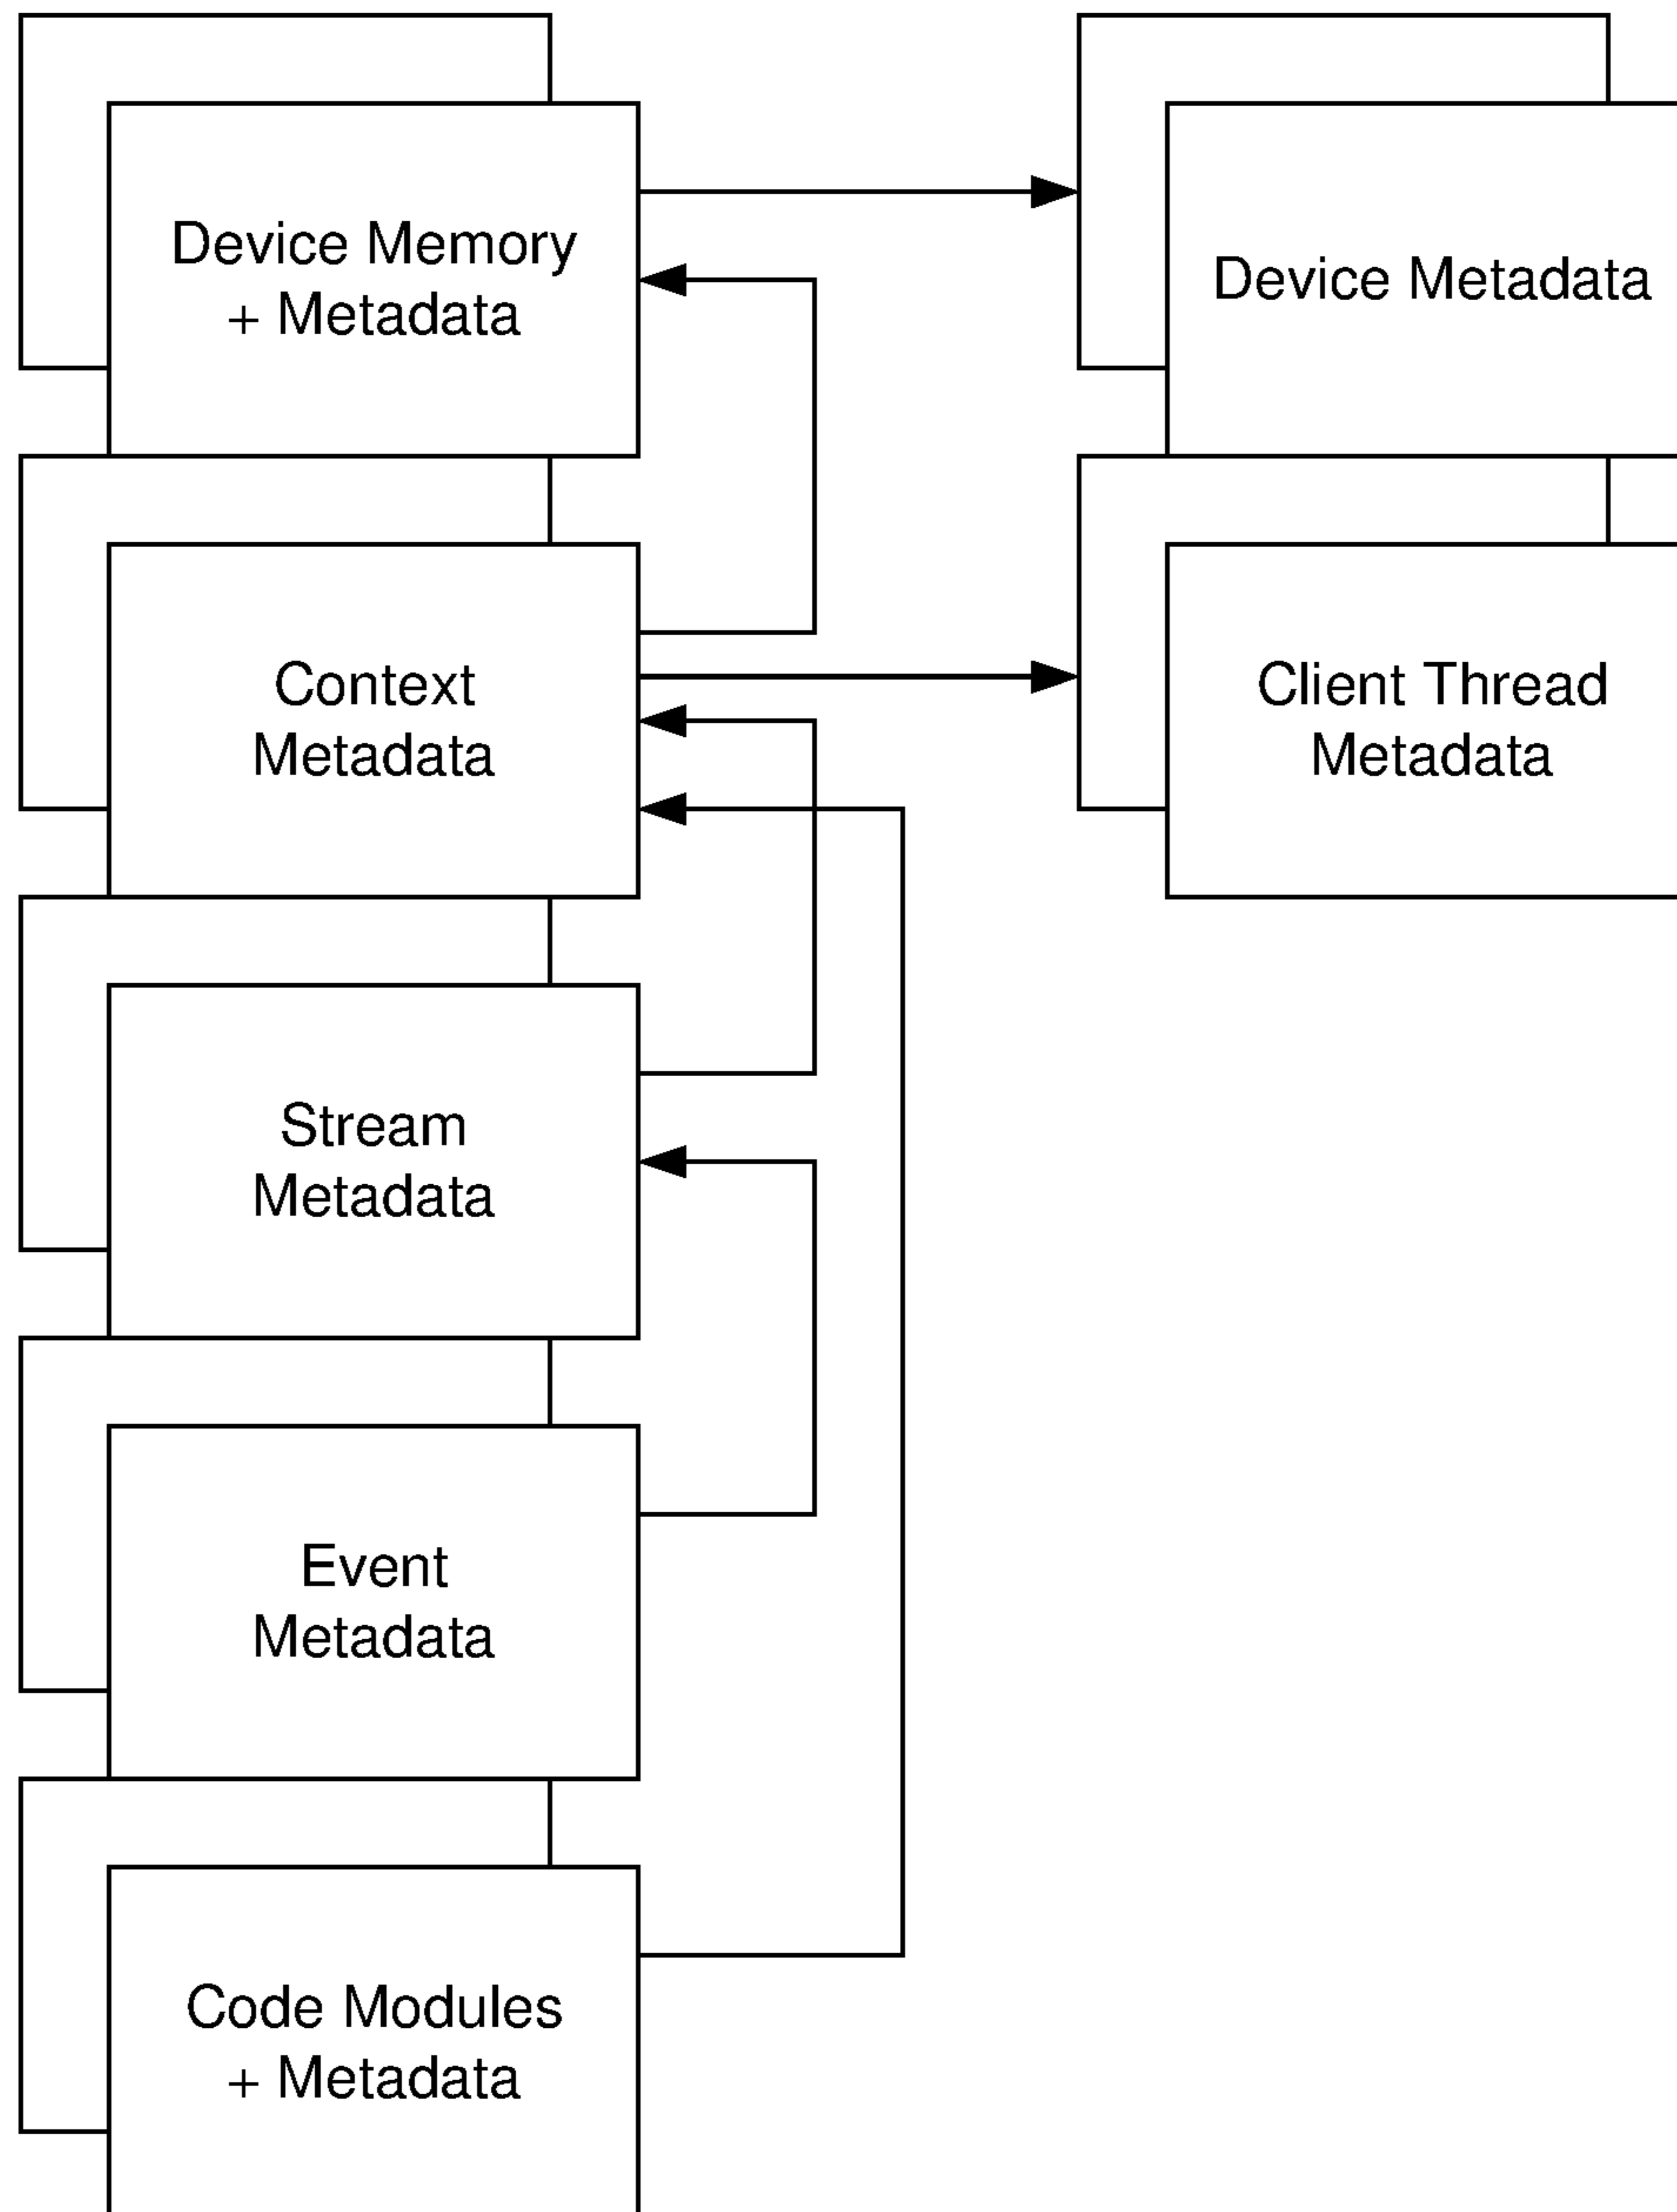 Device Memory
+ Metadata
Device Metadata
Context
Metadata
Client Thread
Metadata
Stream
Metadata
Event
Metadata
Code Modules
+ Metadata